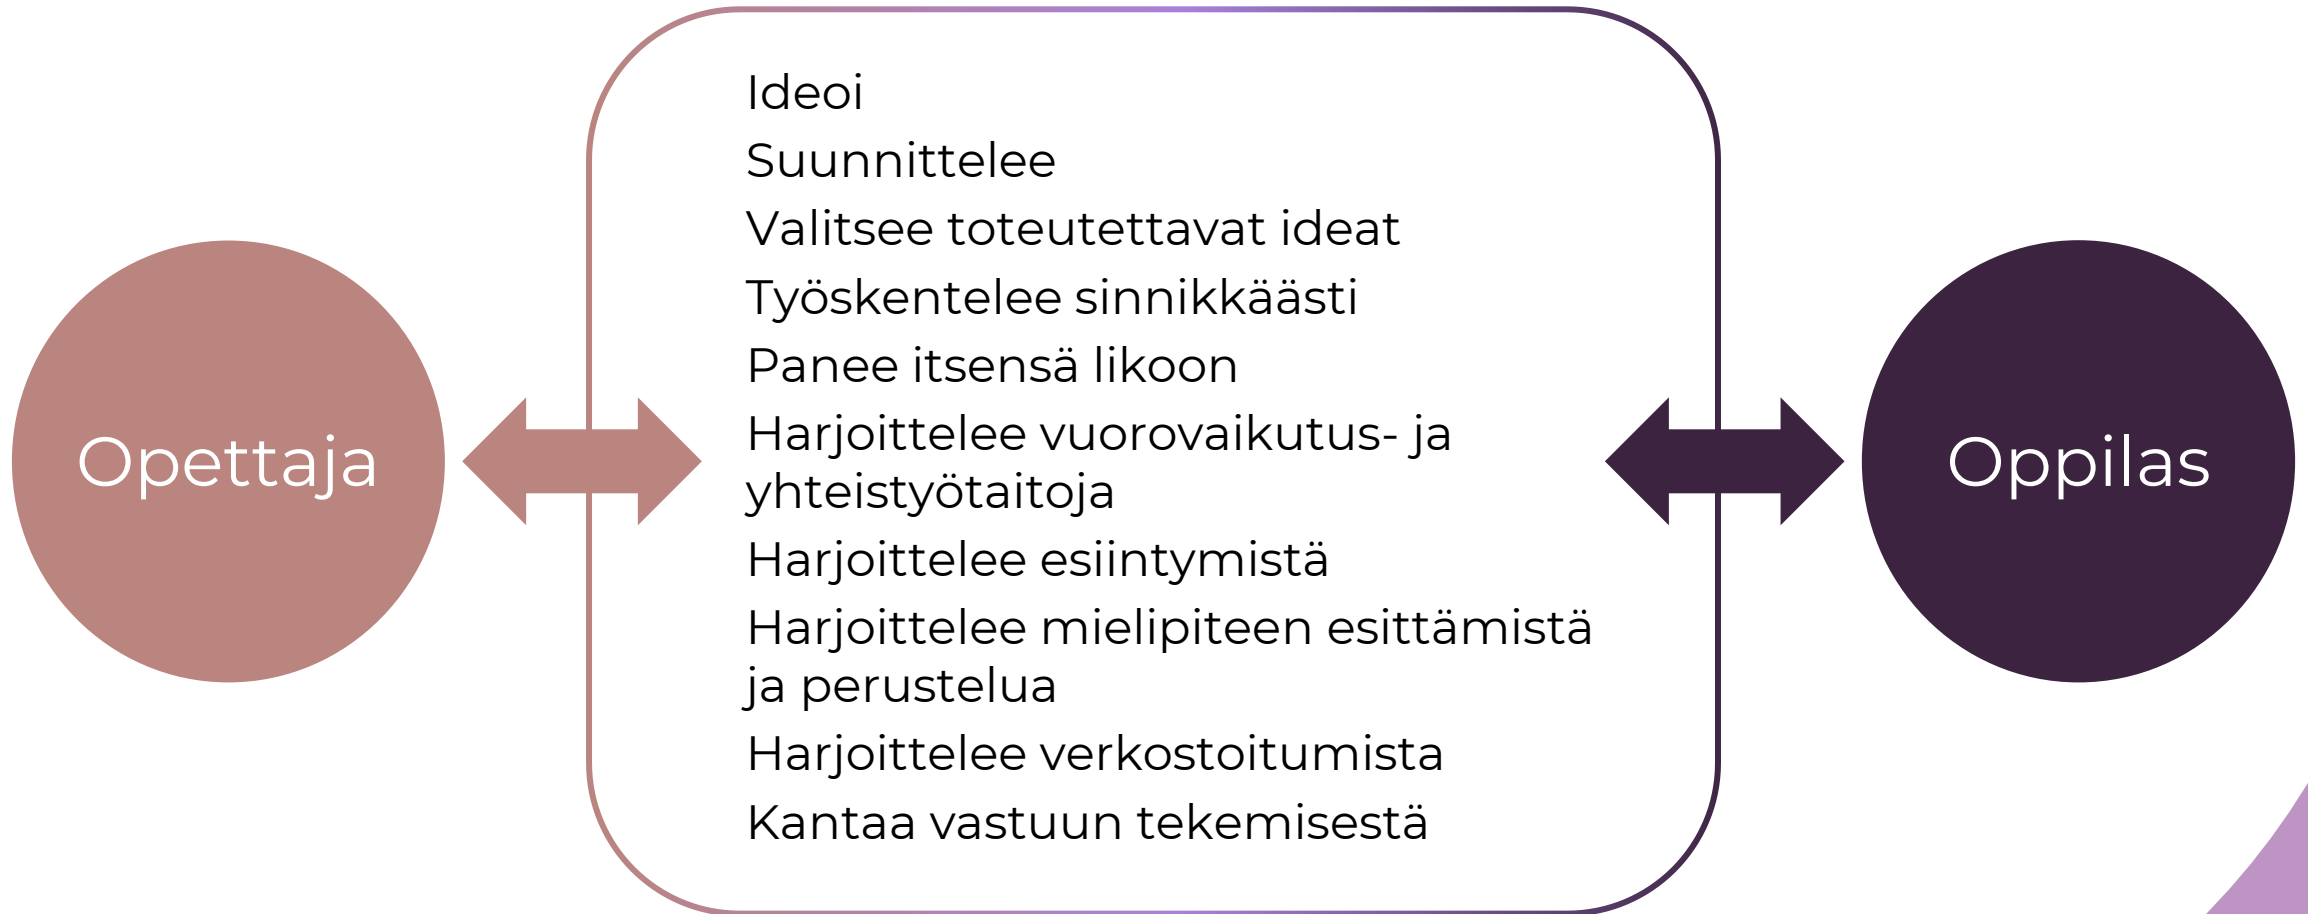 Opettaja
Ideoi
Suunnittelee
Valitsee toteutettavat ideat
Työskentelee sinnikkäästi
Panee itsensä likoon
Harjoittelee vuorovaikutus- ja
yhteistyötaitoja
Harjoittelee esiintymistä
Harjoittelee mielipiteen esittämistä
ja perustelua
Harjoittelee verkostoitumista
Kantaa vastuun tekemisestä
Oppilas